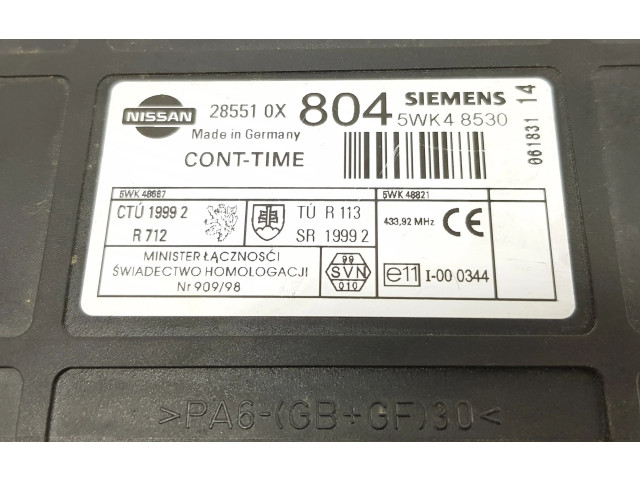 NISSAN
28551 0X 804 SIEMENS
Made in Germany 5WK4 8530
CONT-TIME
061831 14
5WK 48687
CTÚ 1999 2
R 712
TÚ R 113
SR 1999 2
5WK 48821
433,92 MHz CE
MINISTER ŁĄCZNOŚCI
ŚWIADECTWO HOMOLOGACJI
Nr 909/98
99
SVN
010
e11 I-00 0344
>PA6-(GB+GF)30<